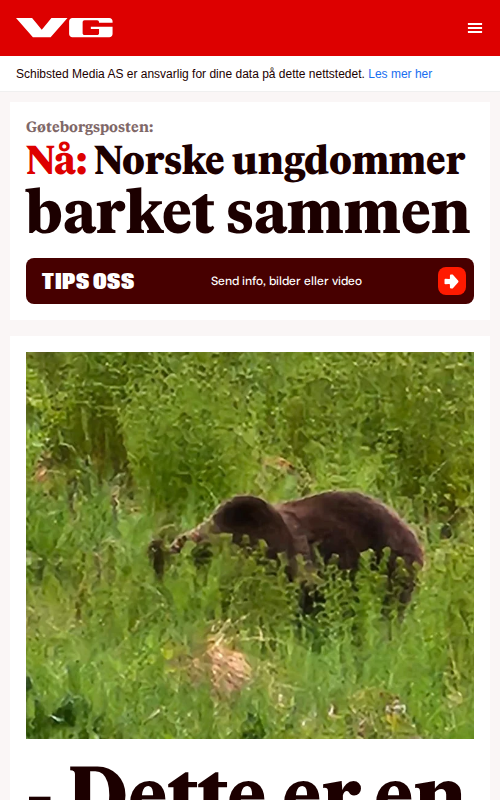 VG
Schibsted Media AS er ansvarlig for dine data på dette nettstedet. Les mer her
Gøteborgsposten:
Nå: Norske ungdommer
barket sammen
TIPS OSS Send info, bilder eller video
- Dette er en